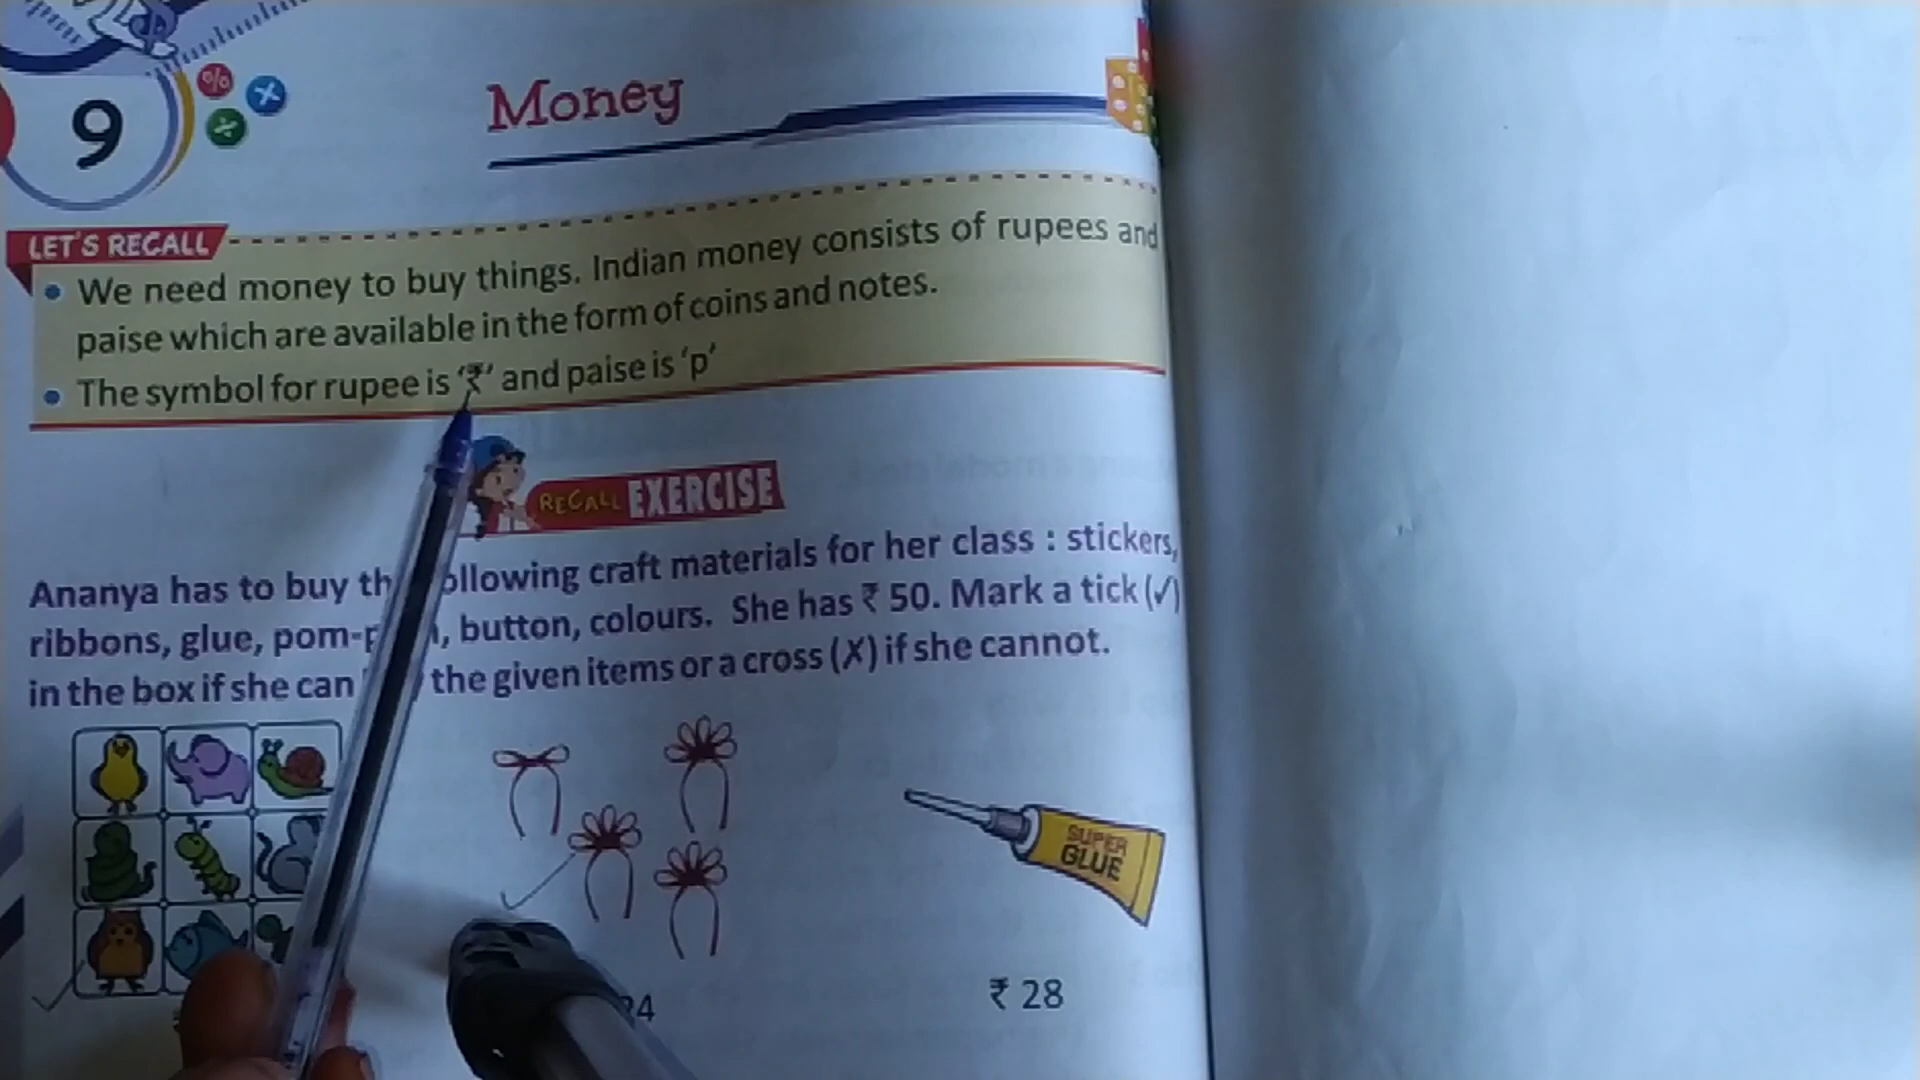 9
Money
LET'S RECALL
• We need money to buy things. Indian money consists of rupees and
paise which are available in the form of coins and notes.
• The symbol for rupee is '₹' and paise is 'p'
RECALL EXERCISE
Ananya has to buy th ollowing craft materials for her class : stickers,
ribbons, glue, pom-p , button, colours. She has ₹ 50. Mark a tick (✓)
in the box if she can the given items or a cross (X) if she cannot.
SUPER
GLUE
₹ 28